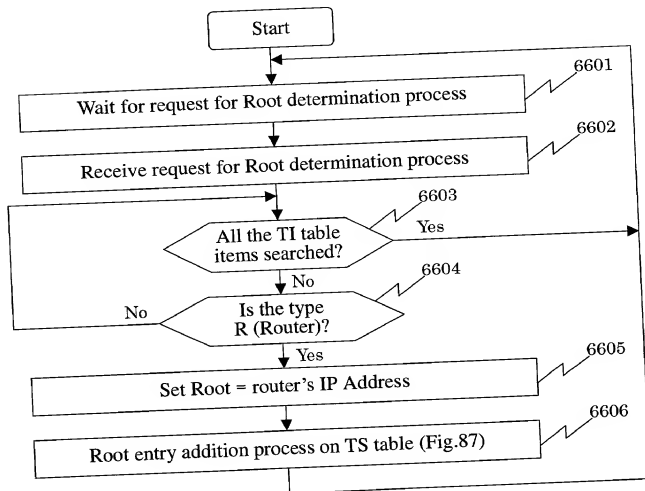 Start
6601
Wait for request for Root determination process
6602
Receive request for Root determination process
6603
All the TI table
items searched?
Yes
No
6604
Is the type
R (Router)?
No
Yes
6605
Set Root = router's IP Address
6606
Root entry addition process on TS table (Fig.87)